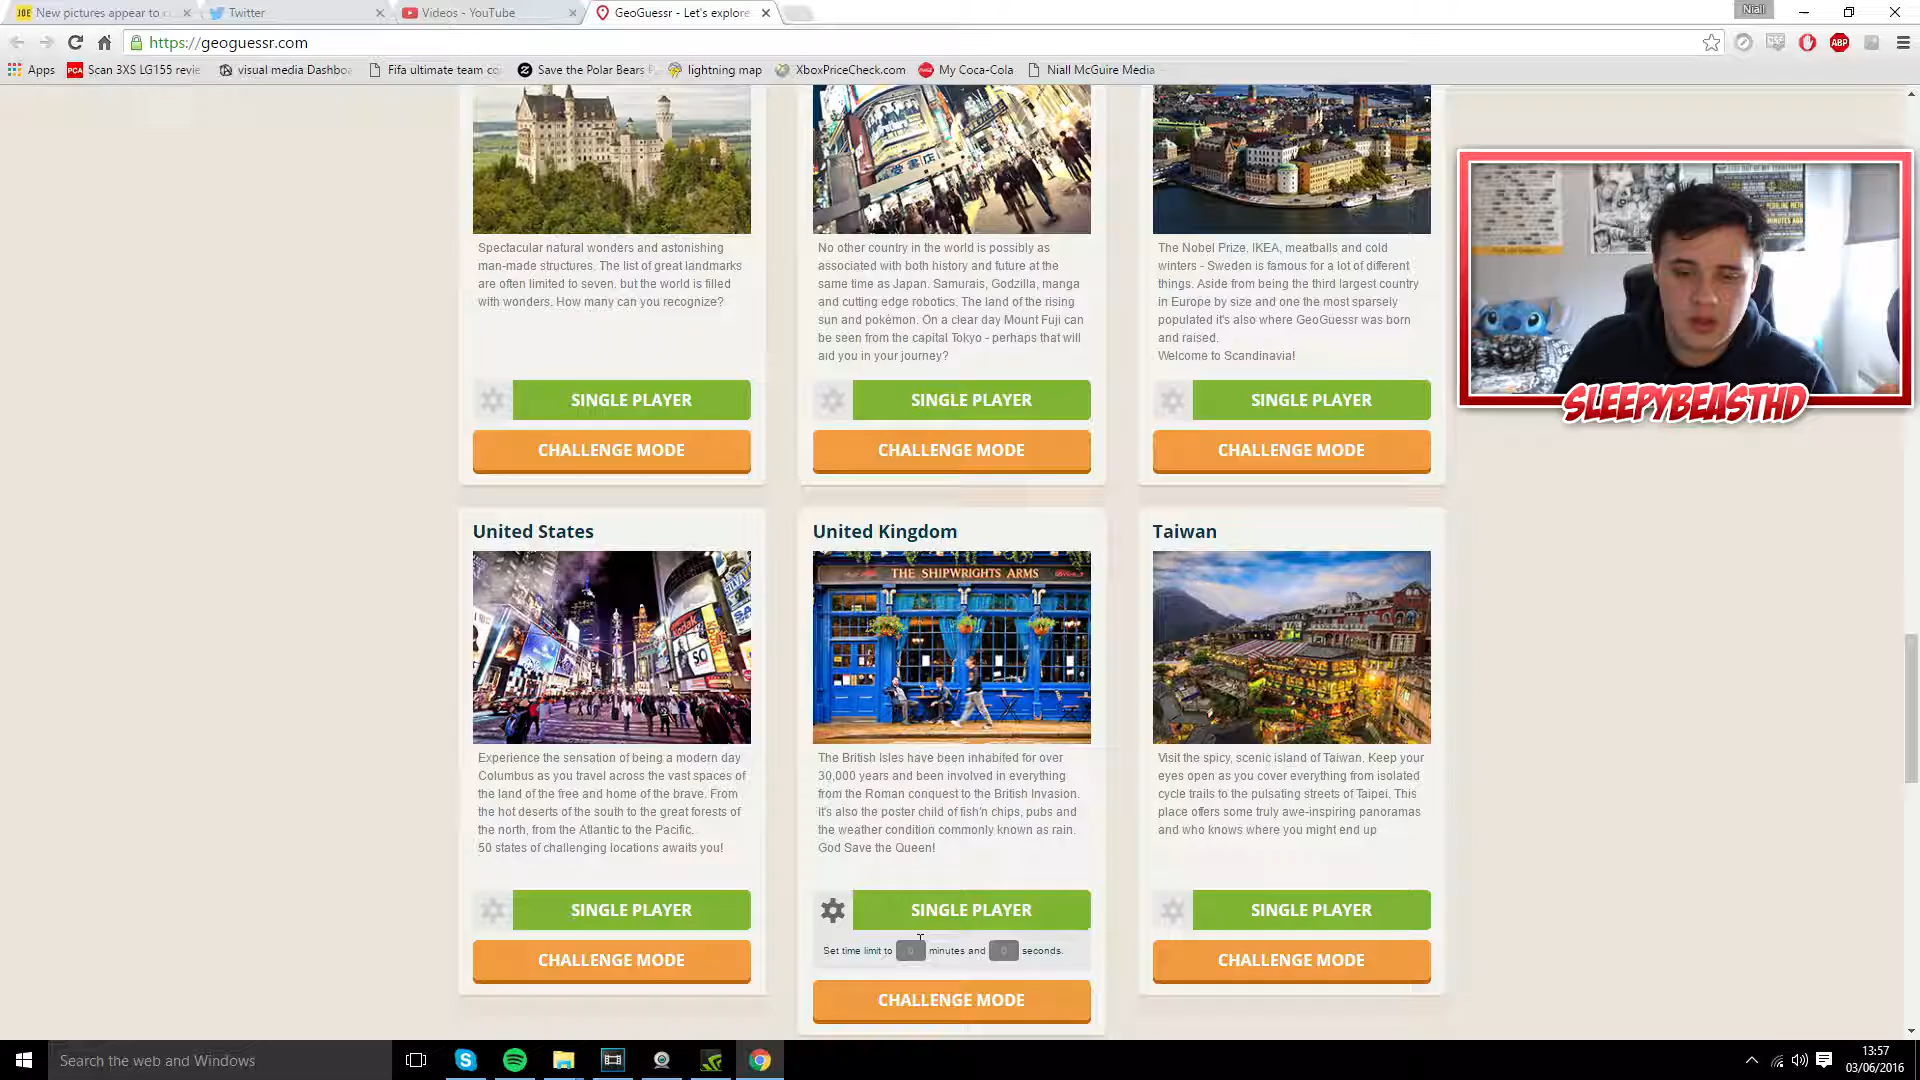 New pictures appear to
Twitter
Videos - YouTube
GeoGuessr - Let's explore
Niall
https://geoguessr.com
Apps
Scan 3XS LG155 revie
visual media Dashboa
Fifa ultimate team co
Save the Polar Bears
lightning map
XboxPriceCheck.com
My Coca-Cola
Niall McGuire Media
Spectacular natural wonders and astonishing
man-made structures. The list of great landmarks
are often limited to seven, but the world is filled
with wonders. How many can you recognize?
SINGLE PLAYER
CHALLENGE MODE
No other country in the world is possibly as
associated with both history and future at the
same time as Japan. Samurais, Godzilla, manga
and cutting edge robotics. The land of the rising
sun and pokémon. On a clear day Mount Fuji can
be seen from the capital Tokyo - perhaps that will
aid you in your journey?
SINGLE PLAYER
CHALLENGE MODE
The Nobel Prize, IKEA, meatballs and cold
winters - Sweden is famous for a lot of different
things. Aside from being the third largest country
in Europe by size and one the most sparsely
populated it's also where GeoGuessr was born
and raised.
Welcome to Scandinavia!
SINGLE PLAYER
CHALLENGE MODE
SLEEPYBEASTHD
United States
Kodak
SO
Experience the sensation of being a modern day
Columbus as you travel across the vast spaces of
the land of the free and home of the brave. From
the hot deserts of the south to the great forests of
the north, from the Atlantic to the Pacific.
50 states of challenging locations awaits you!
SINGLE PLAYER
CHALLENGE MODE
United Kingdom
THE SHIPWRIGHTS ARMS
The British Isles have been inhabited for over
30,000 years and been involved in everything
from the Roman conquest to the British Invasion.
It's also the poster child of fish'n chips, pubs and
the weather condition commonly known as rain.
God Save the Queen!
SINGLE PLAYER
Set time limit to 0 minutes and 0 seconds.
CHALLENGE MODE
Taiwan
Visit the spicy, scenic island of Taiwan. Keep your
eyes open as you cover everything from isolated
cycle trails to the pulsating streets of Taipei. This
place offers some truly awe-inspiring panoramas
and who knows where you might end up
SINGLE PLAYER
CHALLENGE MODE
Search the web and Windows
13:57
03/06/2016